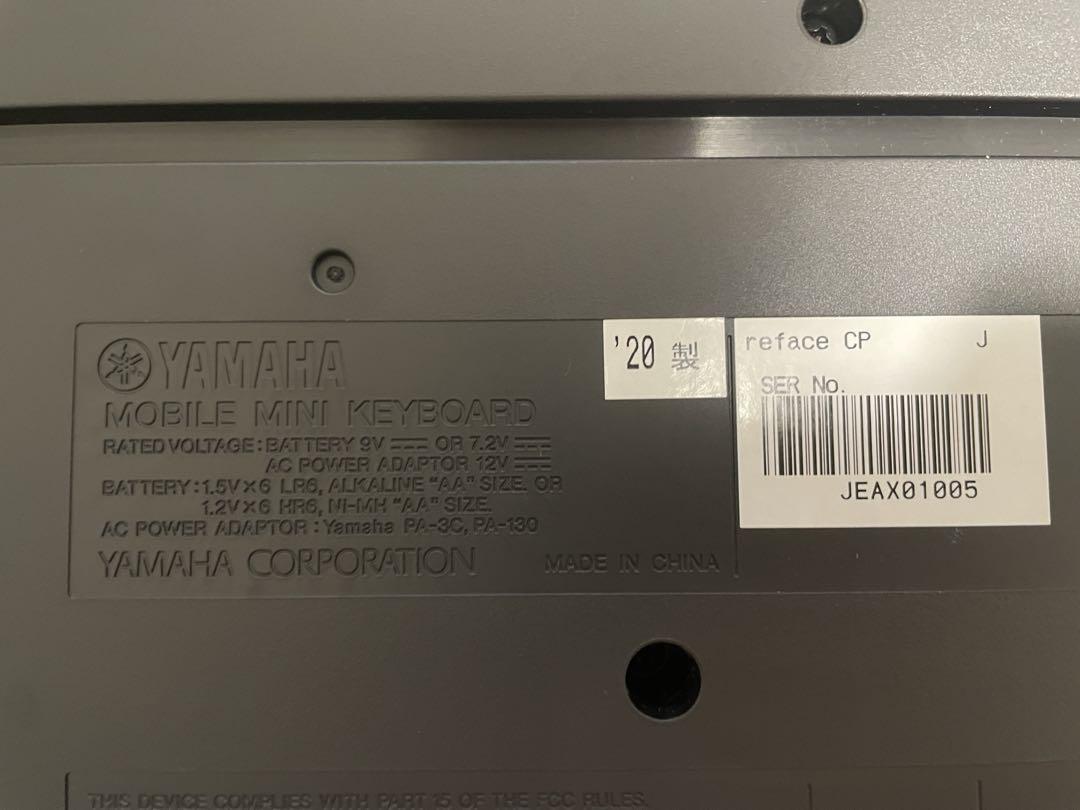 YAMAHA
MOBILE MINI KEYBOARD
RATED VOLTAGE : BATTERY 9V ⎓ OR 7.2V ⎓
AC POWER ADAPTOR 12V ⎓
BATTERY : 1.5V×6 LR6, ALKALINE "AA" SIZE. OR
1.2V×6 HR6, NI-MH "AA" SIZE.
AC POWER ADAPTOR : Yamaha PA-3C, PA-130
YAMAHA CORPORATION
MADE IN CHINA
'20 製
reface CP J
SER No.
JEAX01005
THIS DEVICE COMPLIES WITH PART 15 OF THE FCC RULES.